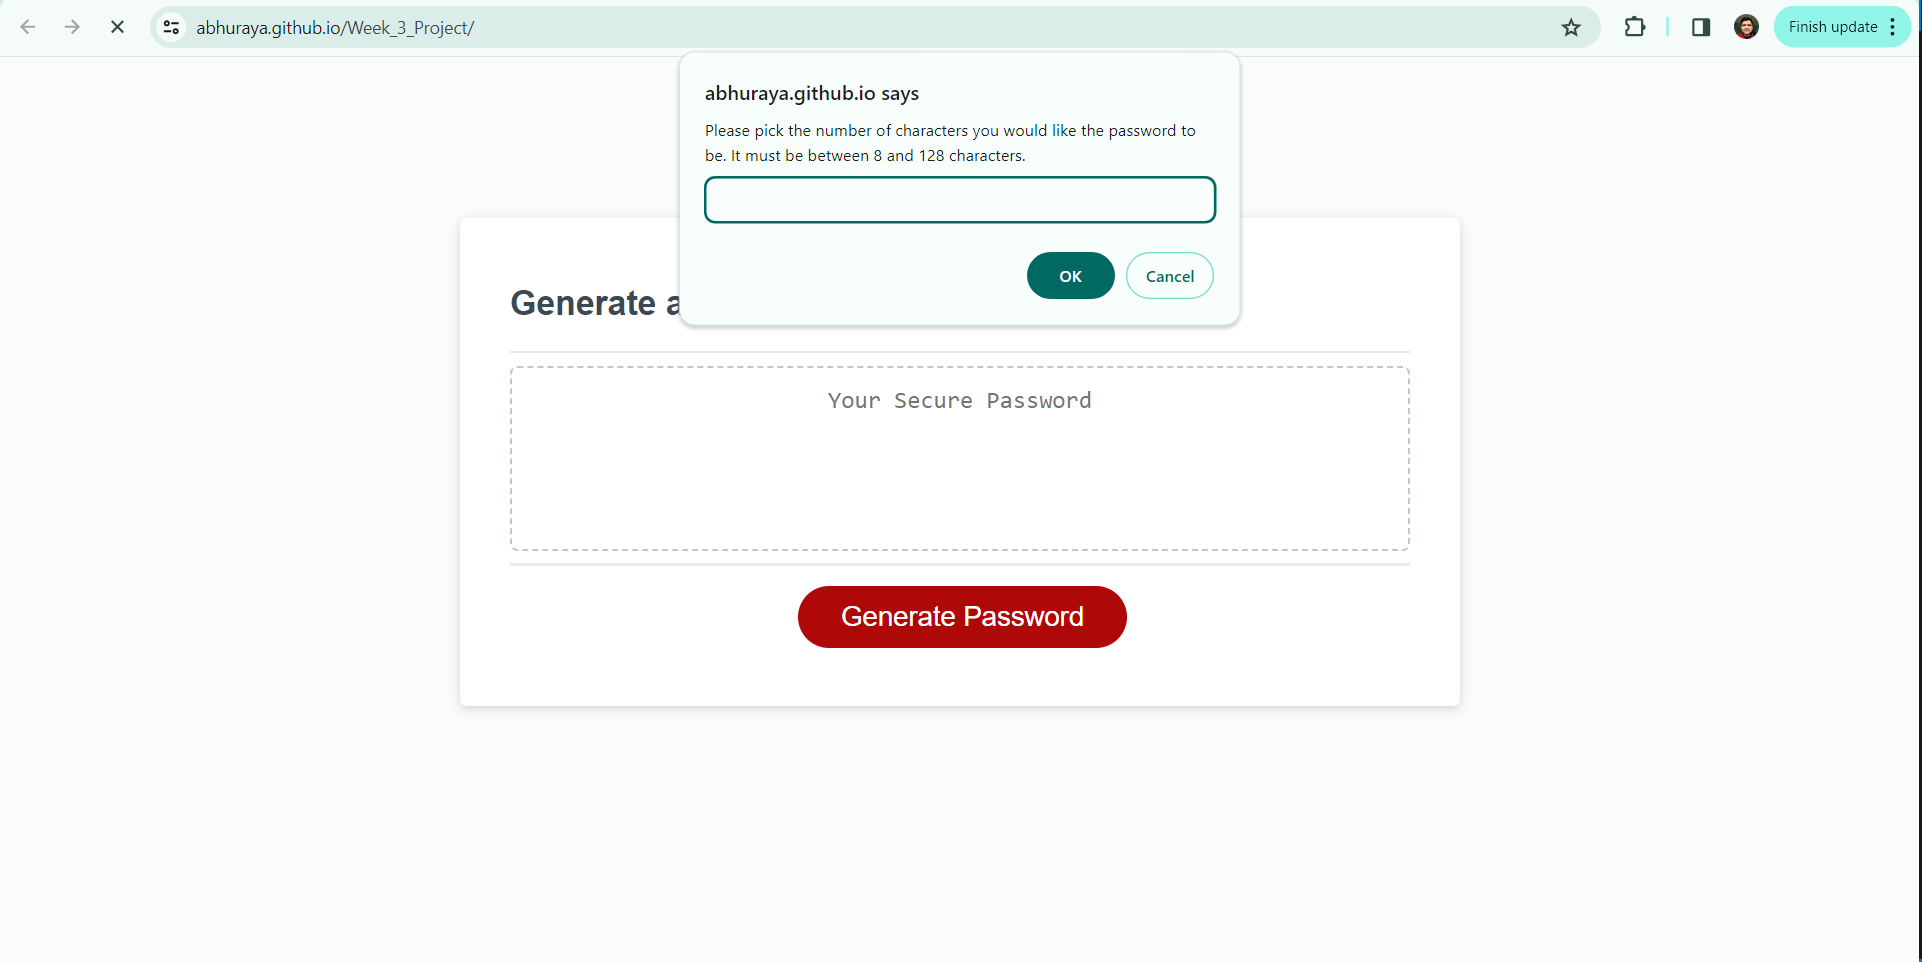 abhuraya.github.io/Week_3_Project/
Finish update
abhuraya.github.io says
Please pick the number of characters you would like the password to
be. It must be between 8 and 128 characters.
OK
Cancel
Generate a
Your Secure Password
Generate Password